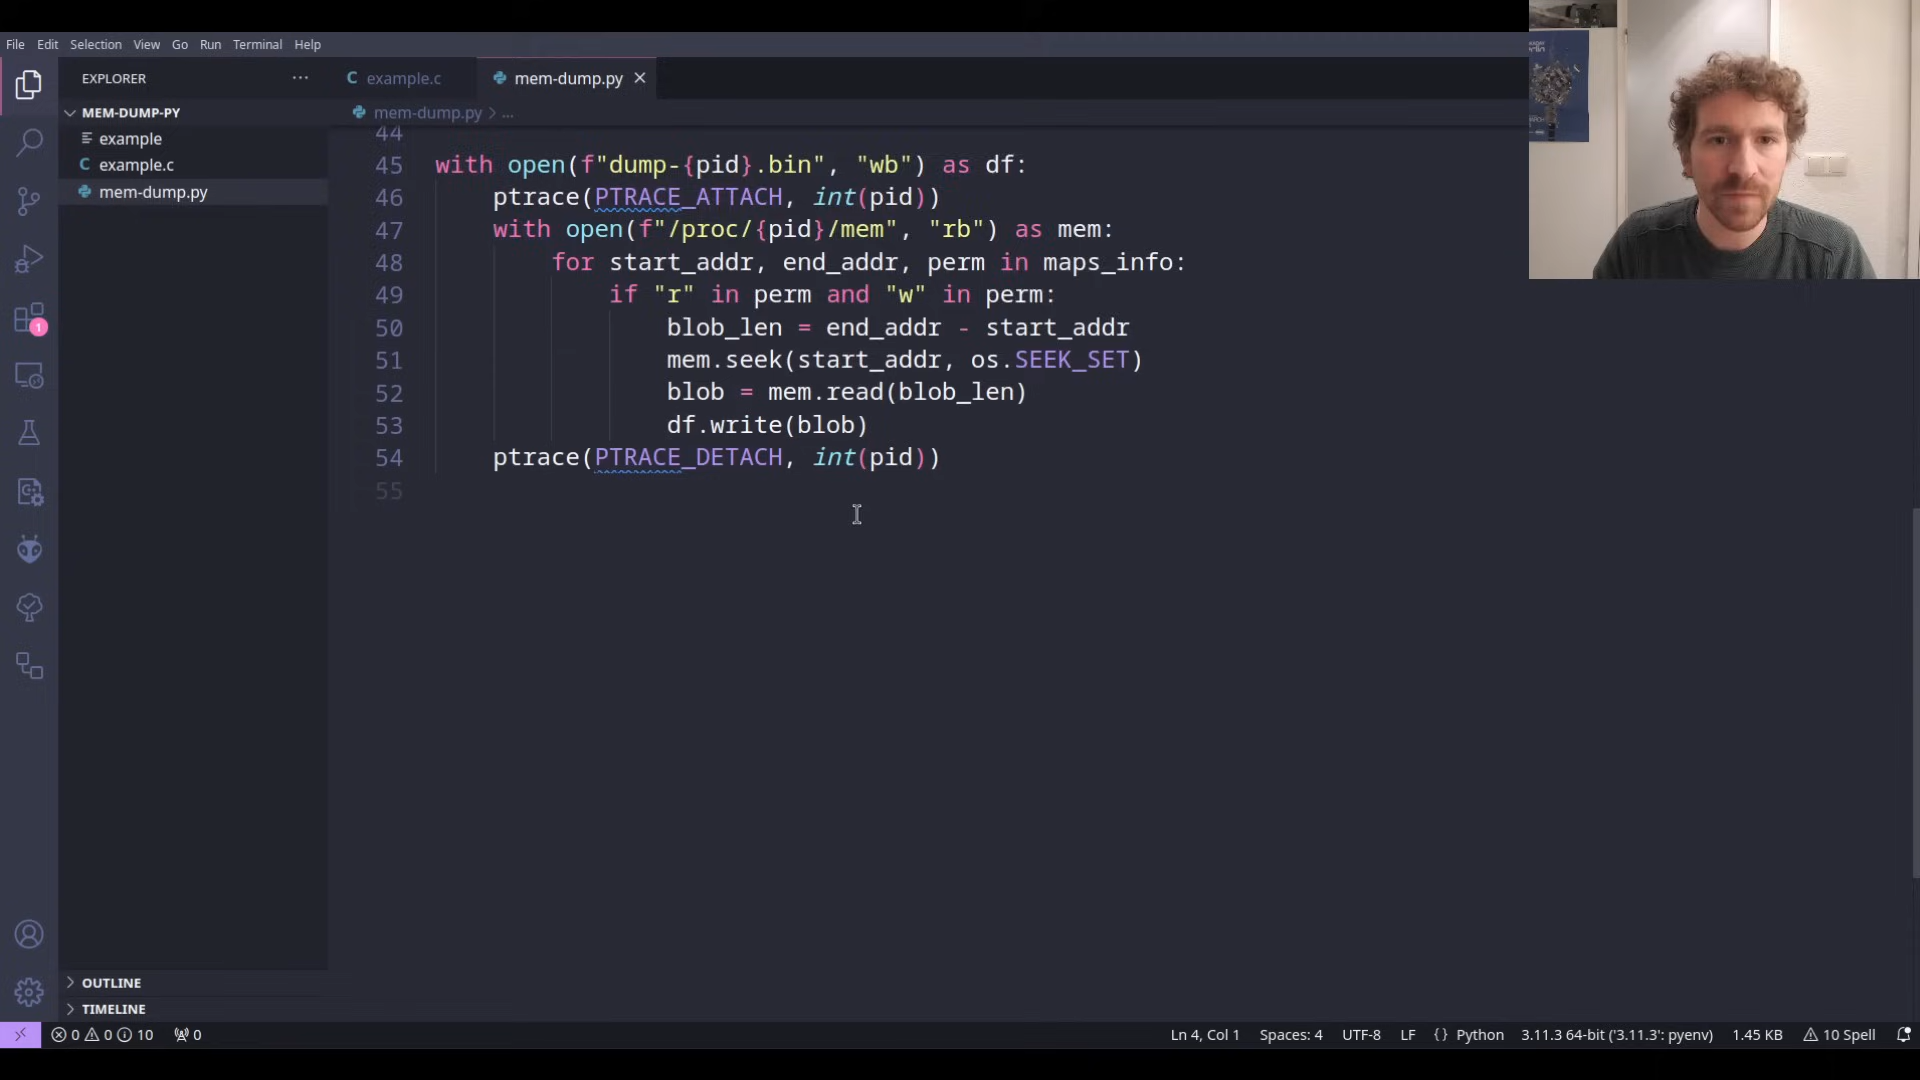 File Edit Selection View Go Run Terminal Help
EXPLORER
example.c
mem-dump.py
MEM-DUMP-PY
mem-dump.py > ...
example
example.c
mem-dump.py
44
45 with open(f"dump-{pid}.bin", "wb") as df:
46 ptrace(PTRACE_ATTACH, int(pid))
47 with open(f"/proc/{pid}/mem", "rb") as mem:
48 for start_addr, end_addr, perm in maps_info:
49 if "r" in perm and "w" in perm:
50 blob_len = end_addr - start_addr
51 mem.seek(start_addr, os.SEEK_SET)
52 blob = mem.read(blob_len)
53 df.write(blob)
54 ptrace(PTRACE_DETACH, int(pid))
55
1
OUTLINE
TIMELINE
0 0 10 0 Ln 4, Col 1 Spaces: 4 UTF-8 LF {} Python 3.11.3 64-bit ('3.11.3': pyenv) 1.45 KB 10 Spell